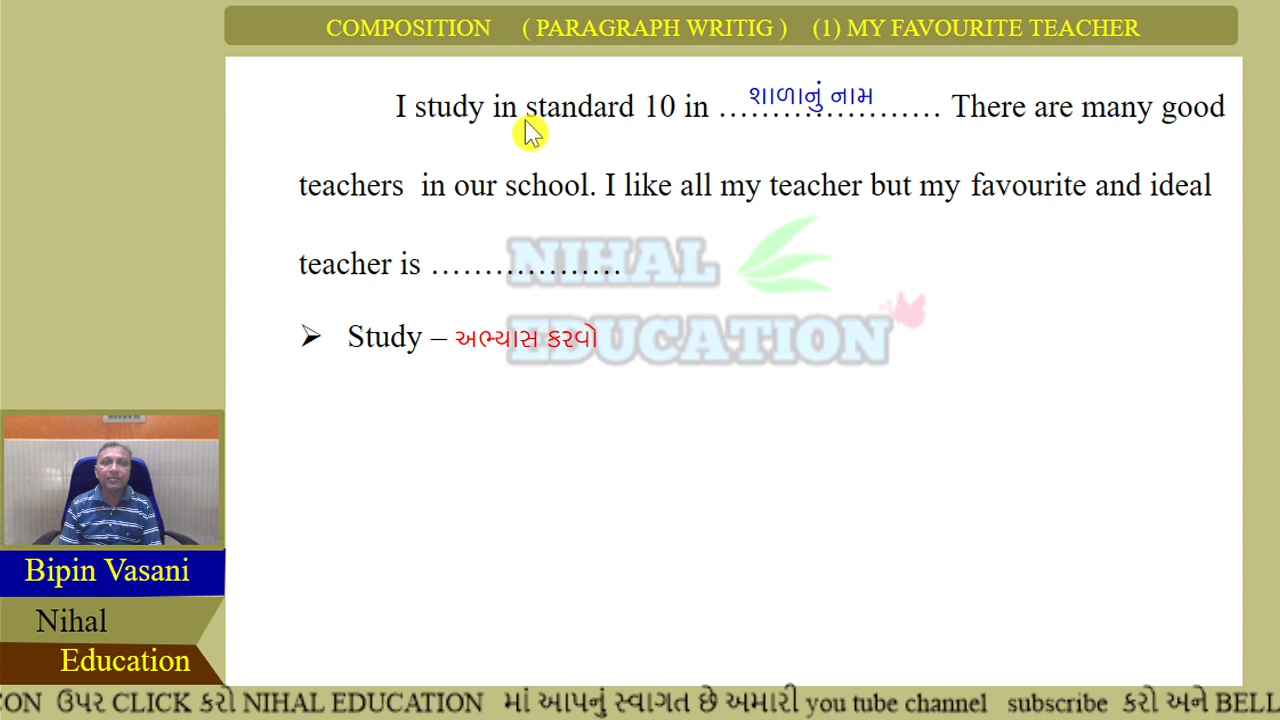 COMPOSITION ( PARAGRAPH WRITIG ) (1) MY FAVOURITE TEACHER
શાળાનું નામ
I study in standard 10 in ………………… There are many good
teachers in our school. I like all my teacher but my favourite and ideal
teacher is ………………
NIHAL
➢ Study – અભ્યાસ કરવો
EDUCATION
Bipin Vasani
Nihal
Education
CON ઉપર CLICK કરો NIHAL EDUCATION માં આપનું સ્વાગત છે અમારી you tube channel subscribe કરો અને BELL